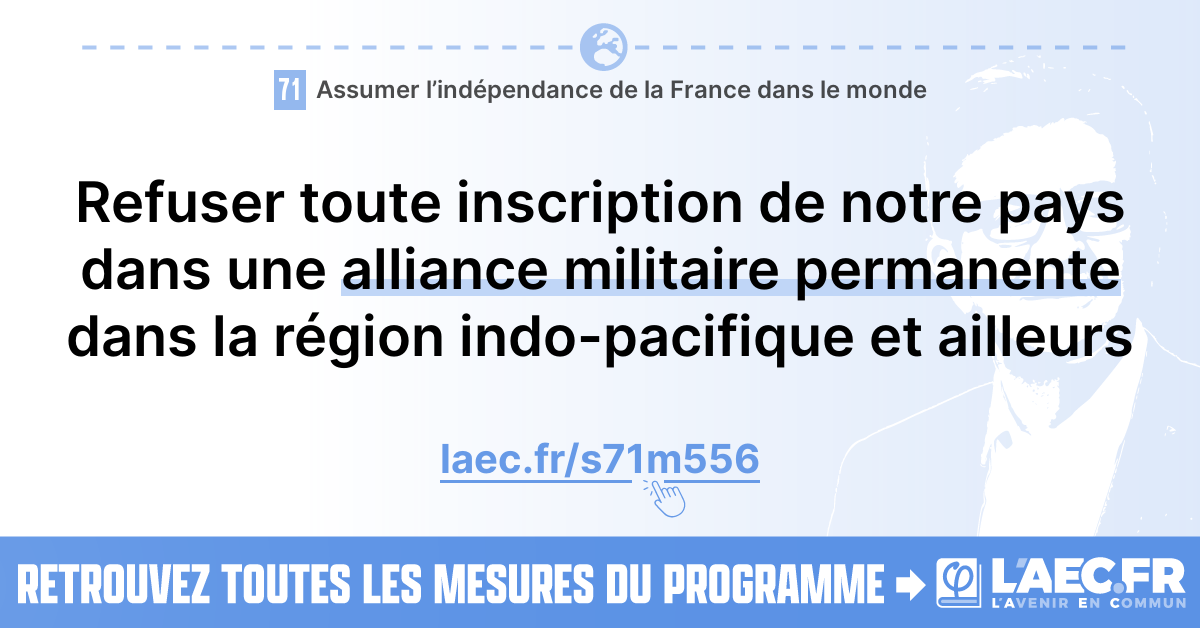 71 Assumer l’indépendance de la France dans le monde
Refuser toute inscription de notre pays
dans une alliance militaire permanente
dans la région indo-pacifique et ailleurs
laec.fr/s71m556
RETROUVEZ TOUTES LES MESURES DU PROGRAMME
φ L'AEC.FR
L'AVENIR EN COMMUN